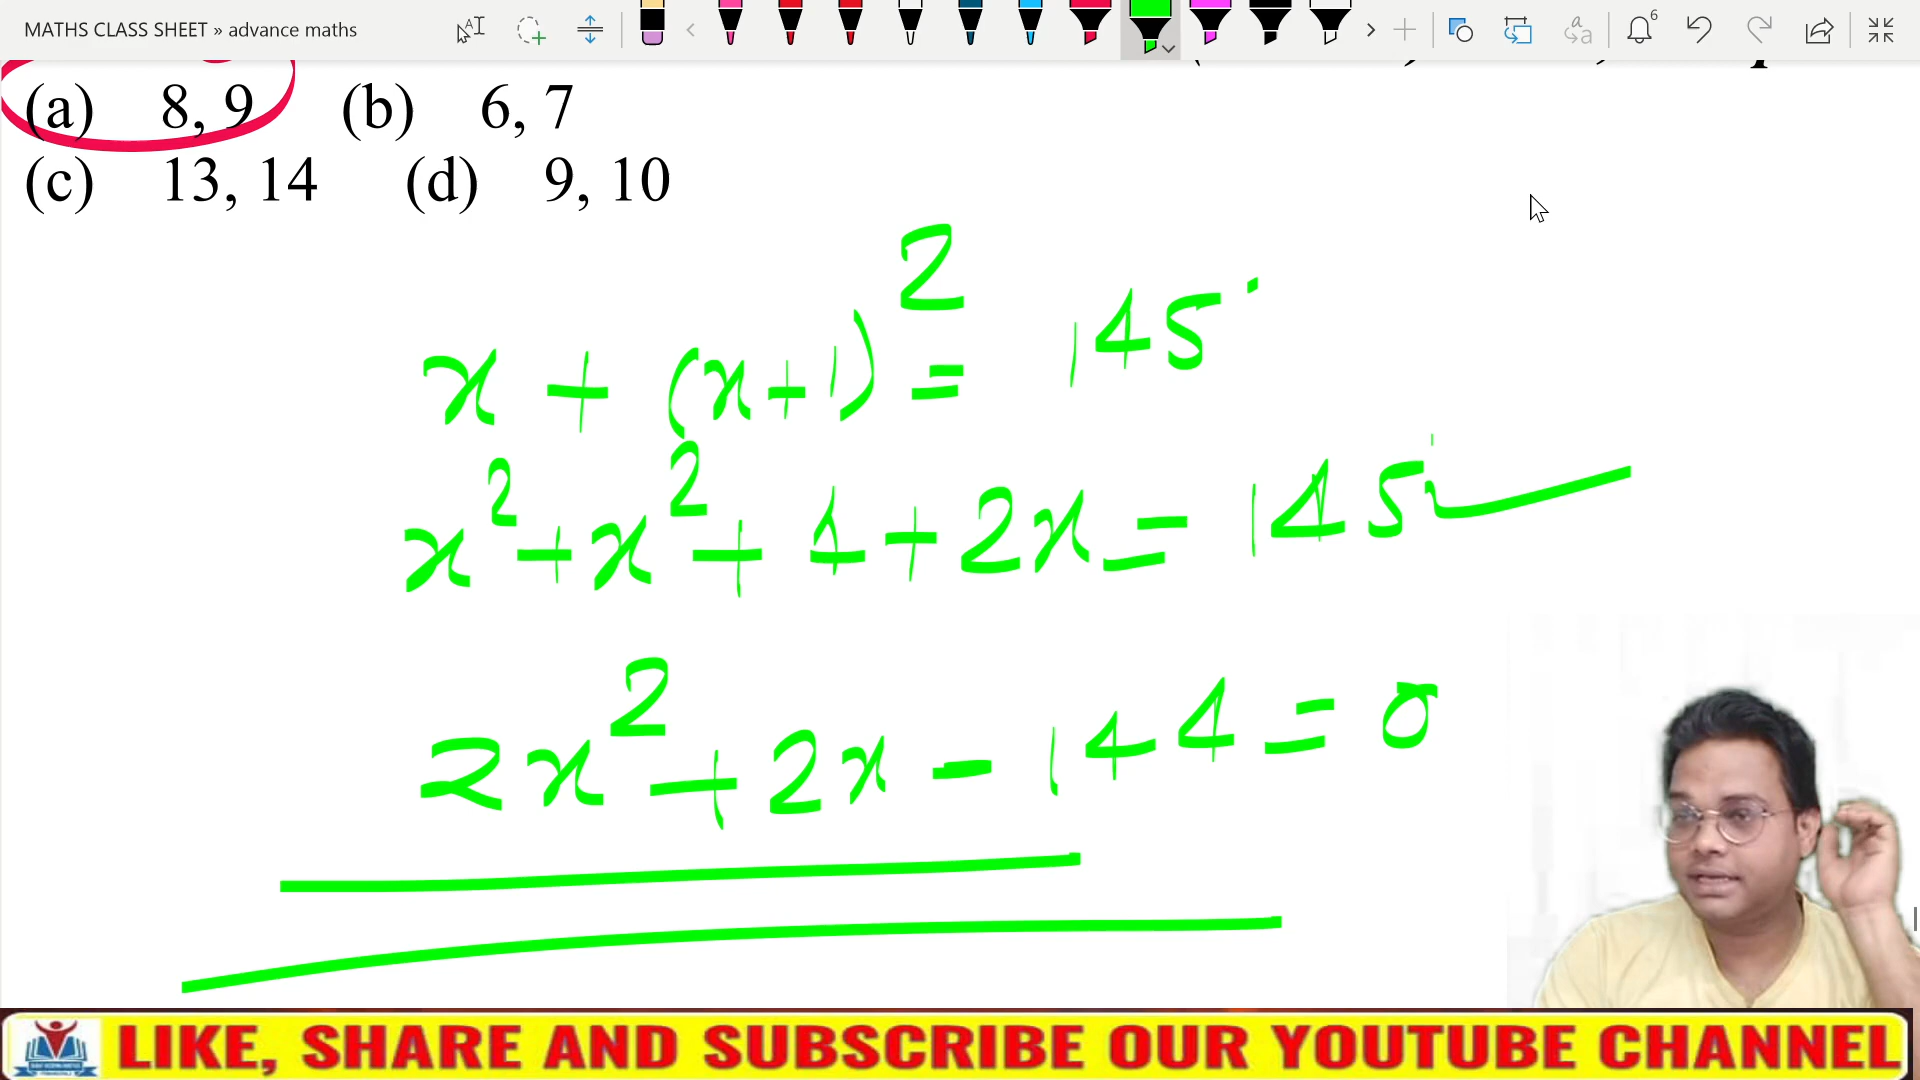 MATHS CLASS SHEET » advance maths
6
(a) 8, 9 (b) 6, 7
(c) 13, 14 (d) 9, 10
x + (x+1)² = 145
x² + x² + 1 + 2x = 145
2x² + 2x - 144 = 0
LIKE, SHARE AND SUBSCRIBE OUR YOUTUBE CHANNEL